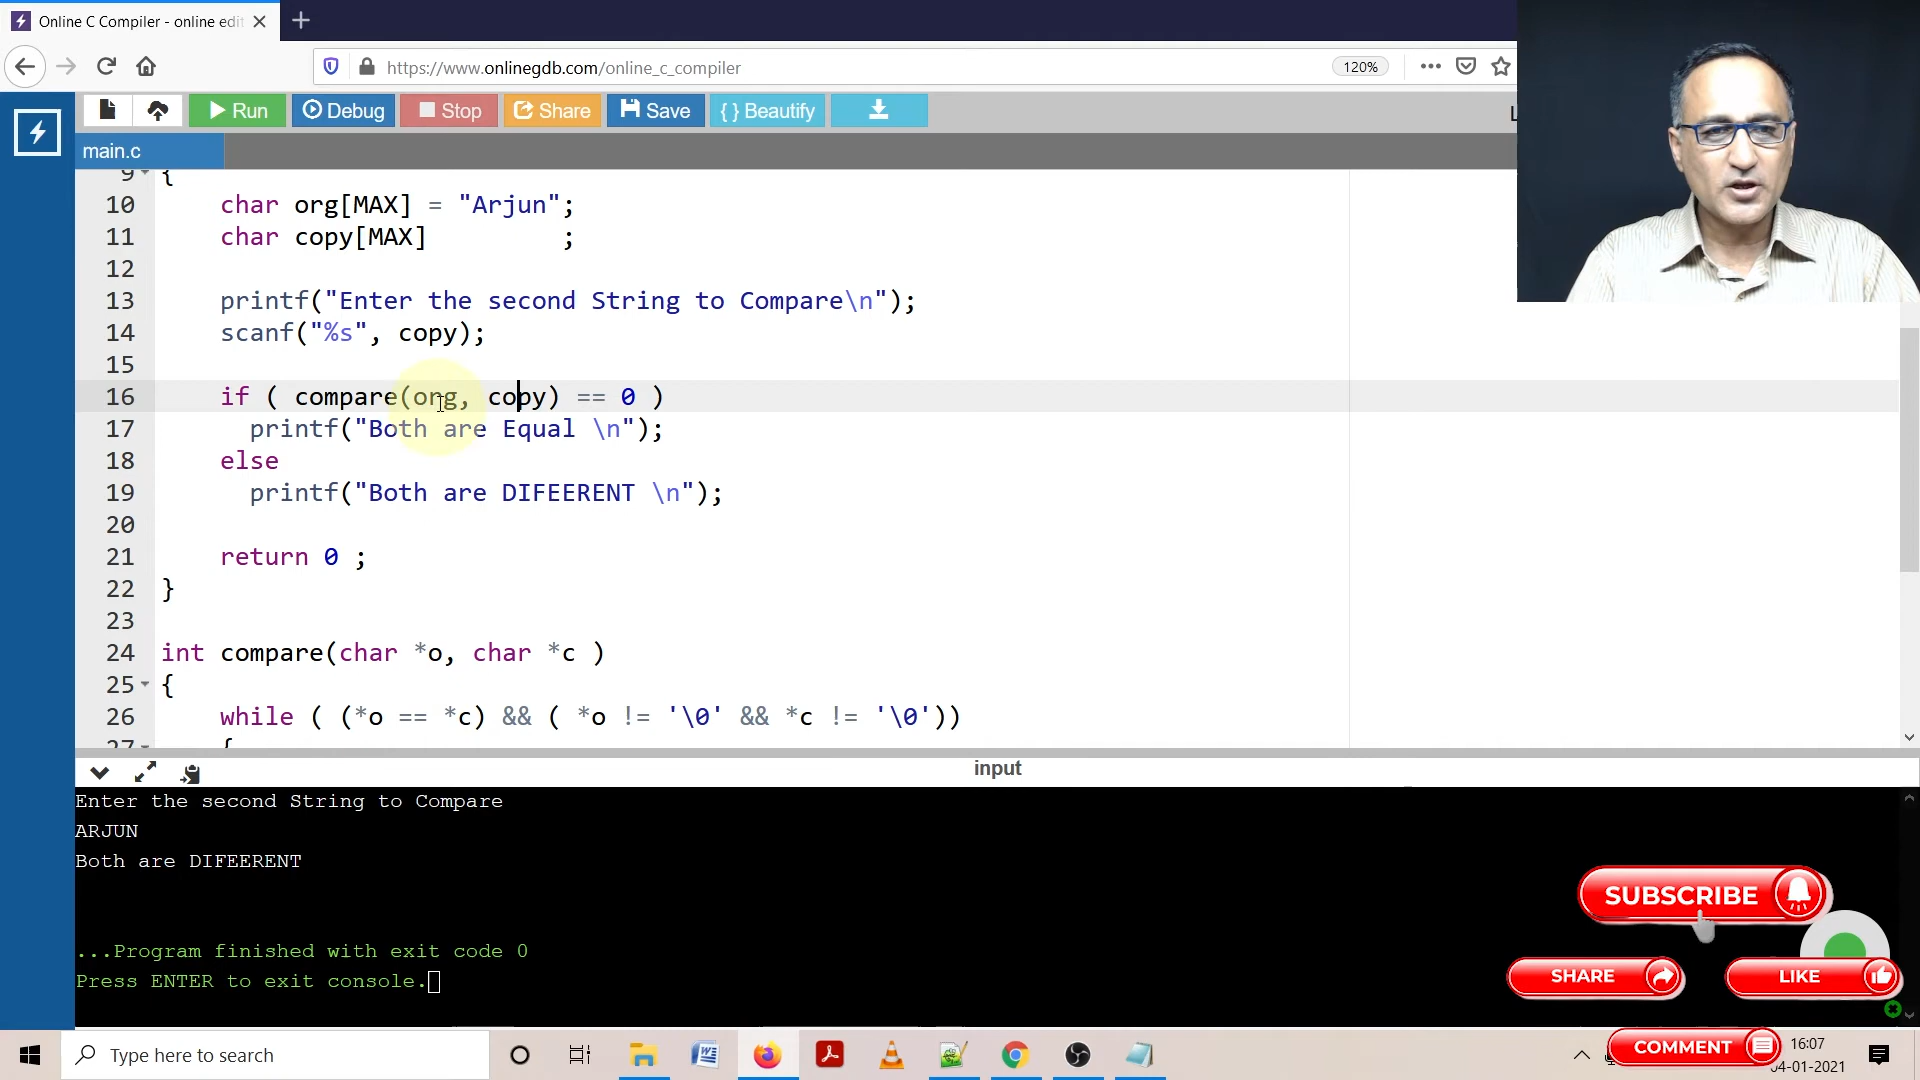 Online C Compiler - online edit
https://www.onlinegdb.com/online_c_compiler
120%
Run
Debug
Stop
Share
Save
{ } Beautify
L
main.c
9 {
10 char org[MAX] = "Arjun";
11 char copy[MAX] ;
12
13 printf("Enter the second String to Compare\n");
14 scanf("%s", copy);
15
16 if ( compare(org, copy) == 0 )
17 printf("Both are Equal \n");
18 else
19 printf("Both are DIFEERENT \n");
20
21 return 0 ;
22 }
23
24 int compare(char *o, char *c )
25 {
26 while ( (*o == *c) && ( *o != '\0' && *c != '\0'))
27 {
input
Enter the second String to Compare
ARJUN
Both are DIFEERENT
...Program finished with exit code 0
Press ENTER to exit console.
SUBSCRIBE
SHARE
LIKE
COMMENT
Type here to search
16:07
04-01-2021